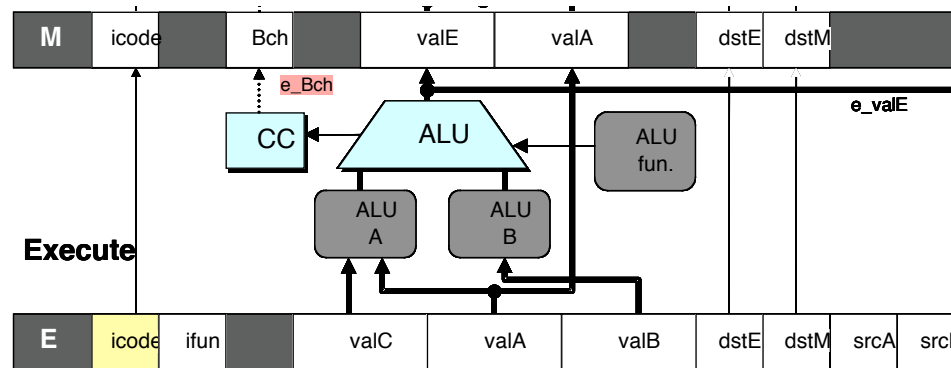 M icode Bch valE valA dstE dstM
e_Bch
e_valE
CC
ALU
ALU
fun.
ALU
A
ALU
B
Execute
E icode ifun valC valA valB dstE dstM srcA